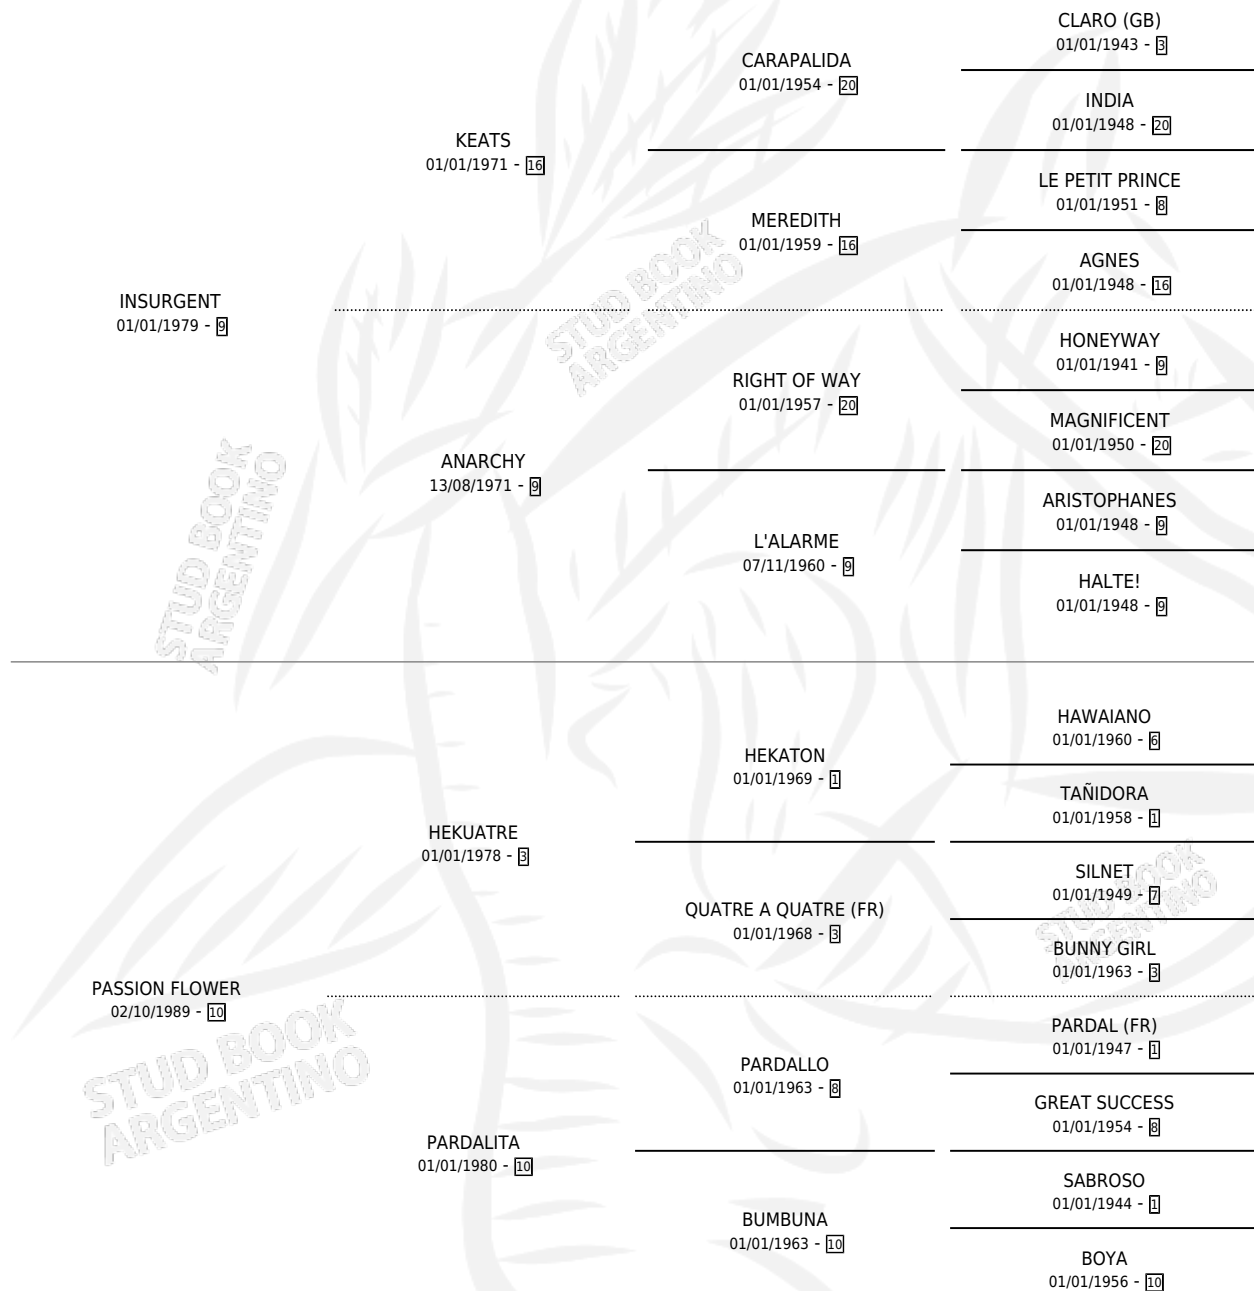 CLARO (GB)
01/01/1943 - 3
CARAPALIDA
01/01/1954 - 20
INDIA
01/01/1948 - 20
KEATS
01/01/1971 - 16
LE PETIT PRINCE
01/01/1951 - 8
MEREDITH
01/01/1959 - 16
AGNES
01/01/1948 - 16
INSURGENT
01/01/1979 - 9
HONEYWAY
01/01/1941 - 9
RIGHT OF WAY
01/01/1957 - 20
MAGNIFICENT
01/01/1950 - 20
ANARCHY
13/08/1971 - 9
ARISTOPHANES
01/01/1948 - 9
L'ALARME
07/11/1960 - 9
HALTE!
01/01/1948 - 9
HAWAIANO
01/01/1960 - 6
HEKATON
01/01/1969 - 1
TAÑIDORA
01/01/1958 - 1
HEKUATRE
01/01/1978 - 3
SILNET
01/01/1949 - 7
QUATRE A QUATRE (FR)
01/01/1968 - 3
BUNNY GIRL
01/01/1963 - 3
PASSION FLOWER
02/10/1989 - 10
PARDAL (FR)
01/01/1947 - 1
PARDALLO
01/01/1963 - 8
GREAT SUCCESS
01/01/1954 - 8
PARDALITA
01/01/1980 - 10
SABROSO
01/01/1944 - 1
BUMBUNA
01/01/1963 - 10
BOYA
01/01/1956 - 10
STUD BOOK
ARGENTINO
STUD BOOK
ARGENTINO
STUD BOOK
ARGENTINO
STUD BOOK
ARGENTINO